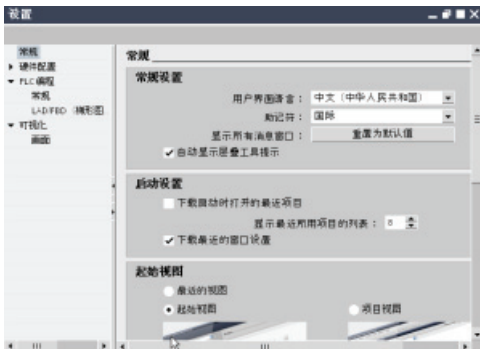 设置
常规
硬件配置
PLC 编程
常规
LAD/FBD（梯形图
可视化
画面
常规
常规设置
用户界面语言： 中文（中华人民共和国）
助记符： 国际
显示所有消息窗口： 重置为默认值
自动显示层叠工具提示
启动设置
下载启动时打开的最近项目
显示最近所用项目的列表： 8
下载最近的窗口设置
起始视图
最近的视图
起始视图
项目视图